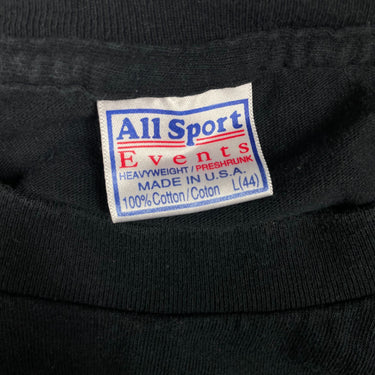 All Sport
Events
HEAVYWEIGHT / PRESHRUNK
MADE IN U.S.A.
100% Cotton / Coton L(44)